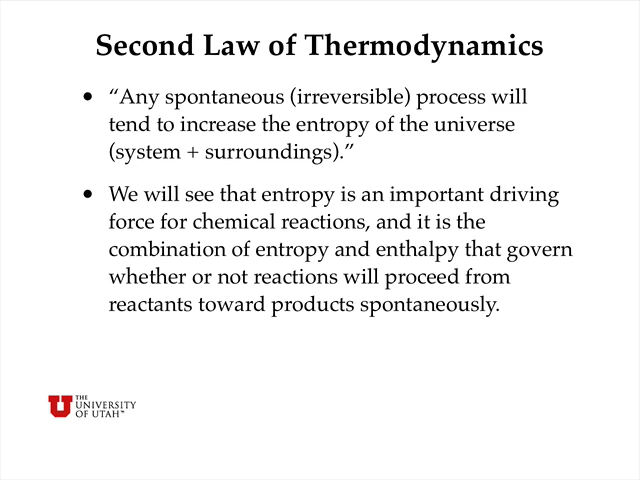 Second Law of Thermodynamics
• “Any spontaneous (irreversible) process will
tend to increase the entropy of the universe
(system + surroundings).”
• We will see that entropy is an important driving
force for chemical reactions, and it is the
combination of entropy and enthalpy that govern
whether or not reactions will proceed from
reactants toward products spontaneously.
U THE
UNIVERSITY
OF UTAH™